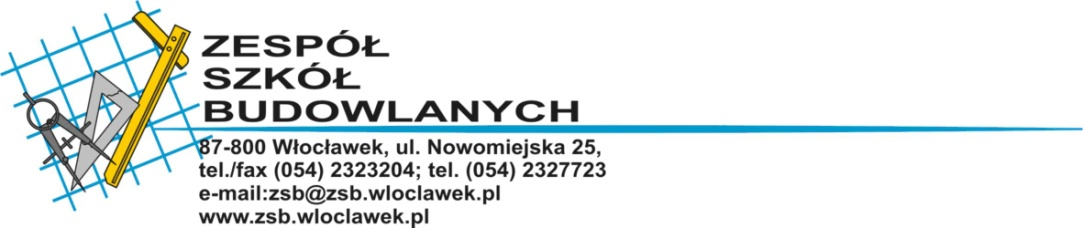 ZESPÓŁ
SZKÓŁ
BUDOWLANYCH
87-800 Włocławek, ul. Nowomiejska 25,
tel./fax (054) 2323204; tel. (054) 2327723
e-mail:zsb@zsb.wloclawek.pl
www.zsb.wloclawek.pl